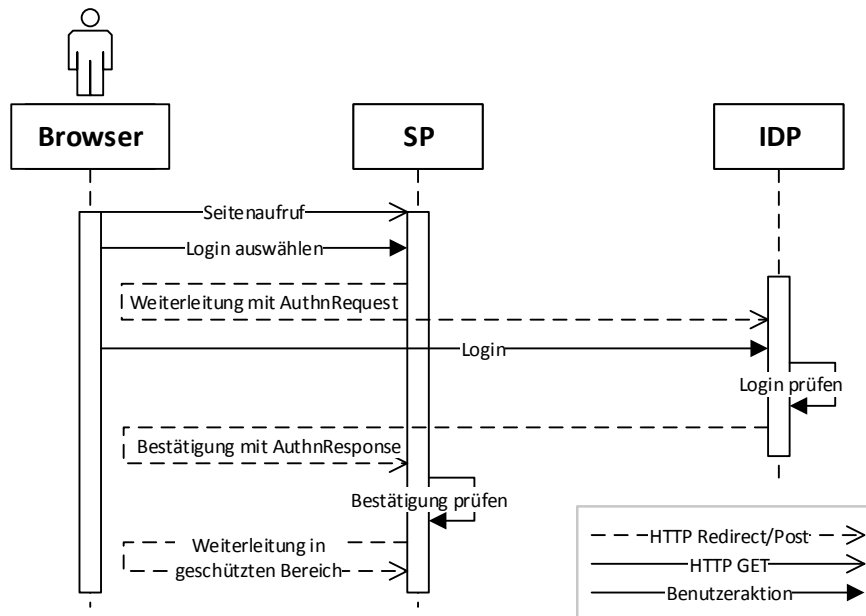 Browser
SP
IDP
Seitenaufruf
Login auswählen
Weiterleitung mit AuthnRequest
Login
Login prüfen
Bestätigung mit AuthnResponse
Bestätigung prüfen
Weiterleitung in
geschützten Bereich
HTTP Redirect/Post
HTTP GET
Benutzeraktion